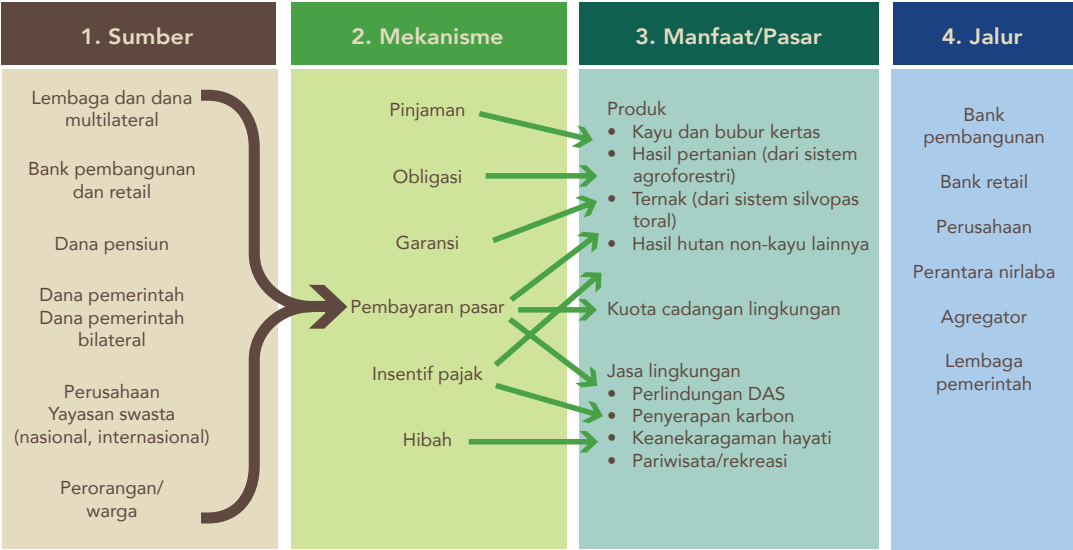 1. Sumber
Lembaga dan dana
multilateral
Bank pembangunan
dan retail
Dana pensiun
Dana pemerintah
Dana pemerintah
bilateral
Perusahaan
Yayasan swasta
(nasional, internasional)
Perorangan/
warga
2. Mekanisme
Pinjaman
Obligasi
Garansi
Pembayaran pasar
Insentif pajak
Hibah
3. Manfaat/Pasar
Produk
• Kayu dan bubur kertas
• Hasil pertanian (dari sistem
agroforestri)
• Ternak (dari sistem silvopas
toral)
• Hasil hutan non-kayu lainnya
Kuota cadangan lingkungan
Jasa lingkungan
• Perlindungan DAS
• Penyerapan karbon
• Keanekaragaman hayati
• Pariwisata/rekreasi
4. Jalur
Bank
pembangunan
Bank retail
Perusahaan
Perantara nirlaba
Agregator
Lembaga
pemerintah